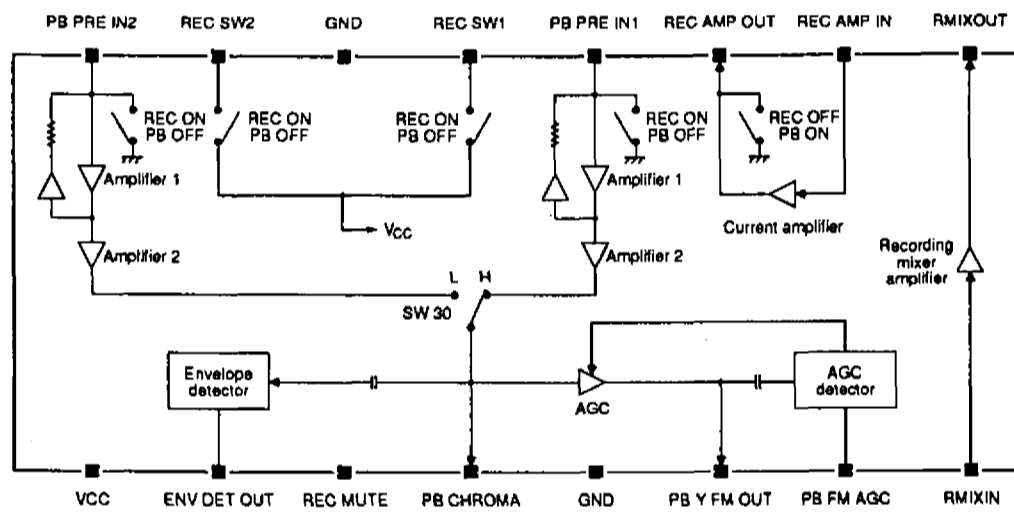 PB PRE IN2 REC SW2 GND REC SW1 PB PRE IN1 REC AMP OUT REC AMP IN RMIXOUT
REC ON
PB OFF
REC ON
PB OFF
REC ON
PB OFF
REC ON
PB OFF
REC OFF
PB ON
Amplifier 1
Amplifier 1
Current amplifier
VCC
Amplifier 2
Amplifier 2
Recording
mixer
amplifier
L H
SW 30
Envelope
detector
AGC
AGC
detector
VCC ENV DET OUT REC MUTE PB CHROMA GND PB Y FM OUT PB FM AGC RMIXIN